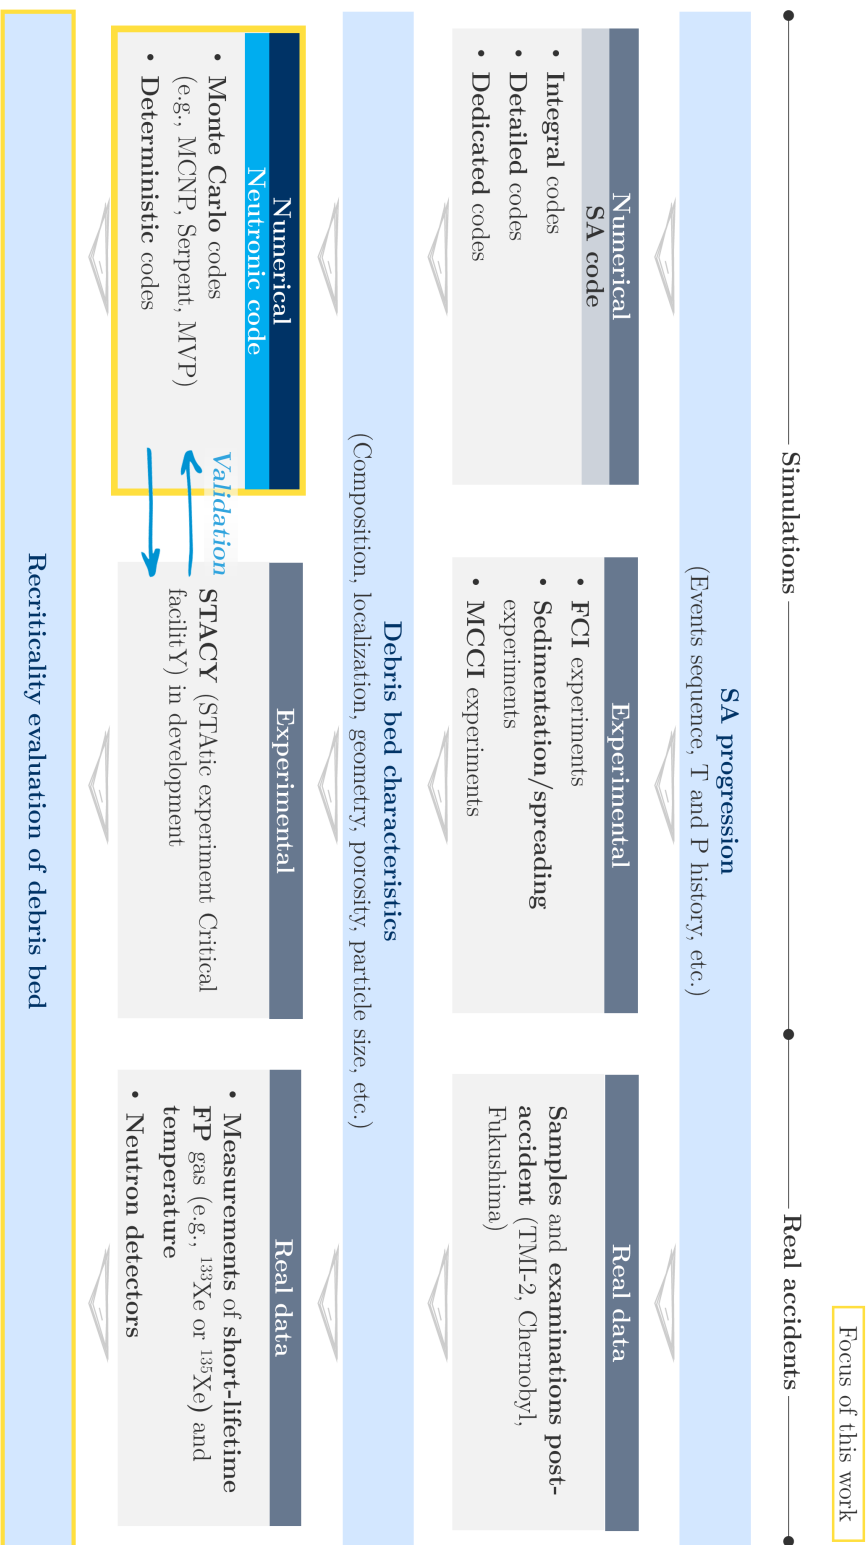 Focus of this work
Simulations
Real accidents
SA progression
(Events sequence, T and P history, etc.)
Numerical
SA code
• Integral codes
• Detailed codes
• Dedicated codes
Experimental
• FCI experiments
• Sedimentation/spreading
experiments
• MCCI experiments
Real data
Samples and examinations post-
accident (TMI-2, Chernobyl,
Fukushima)
Debris bed characteristics
(Composition, localization, geometry, porosity, particle size, etc.)
Numerical
Neutronic code
• Monte Carlo codes
(e.g., MCNP, Serpent, MVP)
• Deterministic codes
Validation
Experimental
STACY (STAtic experiment Critical
facilitY) in development
Real data
• Measurements of short-lifetime
FP gas (e.g., ¹³³Xe or ¹³⁵Xe) and
temperature
• Neutron detectors
Recriticality evaluation of debris bed